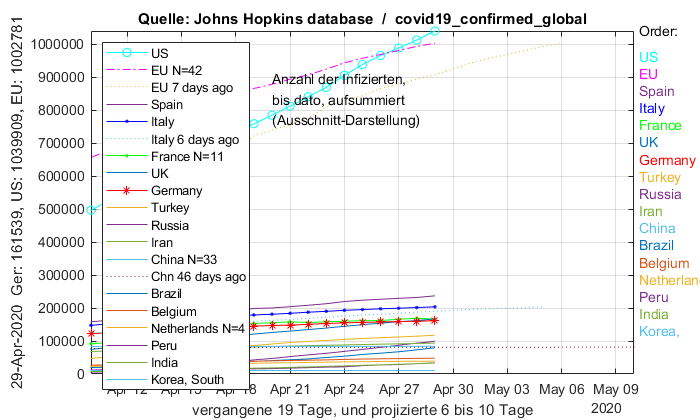 Quelle: Johns Hopkins database / covid19_confirmed_global
29-Apr-2020 Ger: 161539, US: 1039909, EU: 1002781
1000000
900000
800000
700000
600000
500000
400000
300000
200000
100000
0
US
EU N=42
EU 7 days ago
Spain
Italy
Italy 6 days ago
France N=11
UK
Germany
Turkey
Russia
Iran
China N=33
Chn 46 days ago
Brazil
Belgium
Netherlands N=4
Peru
India
Korea, South
Anzahl der Infizierten,
bis dato, aufsummiert
(Ausschnitt-Darstellung)
Order:
US
EU
Spain
Italy
France
UK
Germany
Turkey
Russia
Iran
China
Brazil
Belgium
Netherlan
Peru
India
Korea,
Apr 12 Apr 21 Apr 24 Apr 27 Apr 30 May 03 May 06 May 09
2020
vergangene 19 Tage, und projizierte 6 bis 10 Tage